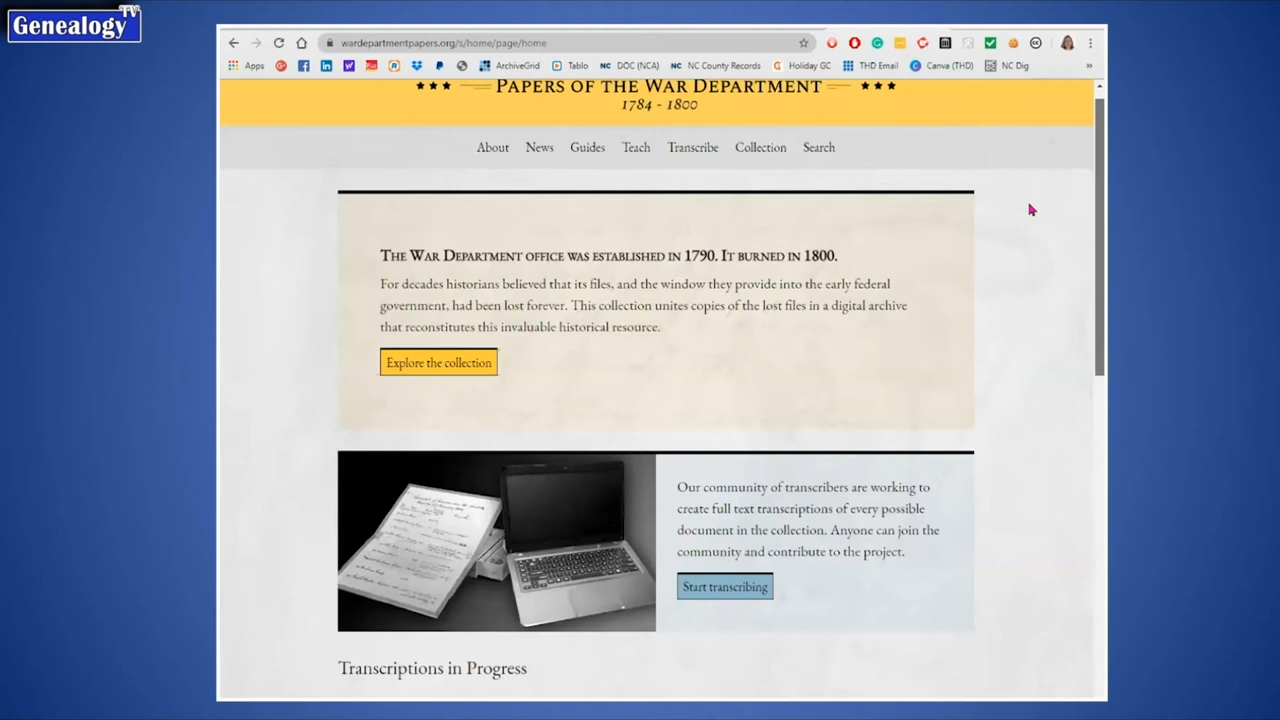 Genealogy TV
wardepartmentpapers.org/s/home/page/home
Apps ArchiveGrid Tablo NC DOC (NCA) NC NC County Records Holiday GC THD Email Canva (THD) NC Dig »
PAPERS OF THE WAR DEPARTMENT
1784 - 1800
About News Guides Teach Transcribe Collection Search
THE WAR DEPARTMENT OFFICE WAS ESTABLISHED IN 1790. IT BURNED IN 1800.
For decades historians believed that its files, and the window they provide into the early federal
government, had been lost forever. This collection unites copies of the lost files in a digital archive
that reconstitutes this invaluable historical resource.
Explore the collection
Our community of transcribers are working to
create full text transcriptions of every possible
document in the collection. Anyone can join the
community and contribute to the project.
Start transcribing
Transcriptions in Progress